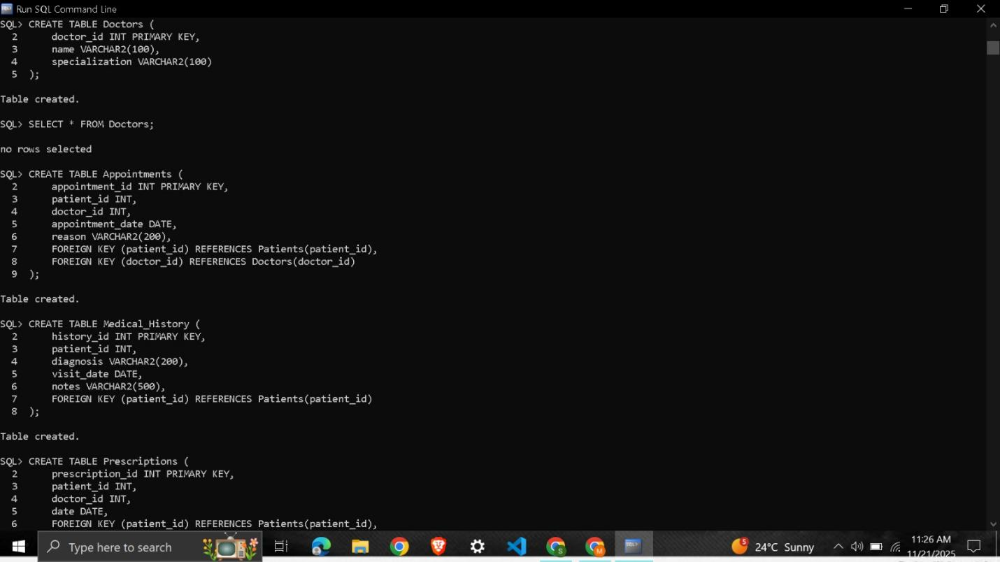 Run SQL Command Line
SQL> CREATE TABLE Doctors (
  2      doctor_id INT PRIMARY KEY,
  3      name VARCHAR2(100),
  4      specialization VARCHAR2(100)
  5  );
Table created.
SQL> SELECT * FROM Doctors;
no rows selected
SQL> CREATE TABLE Appointments (
  2      appointment_id INT PRIMARY KEY,
  3      patient_id INT,
  4      doctor_id INT,
  5      appointment_date DATE,
  6      reason VARCHAR2(200),
  7      FOREIGN KEY (patient_id) REFERENCES Patients(patient_id),
  8      FOREIGN KEY (doctor_id) REFERENCES Doctors(doctor_id)
  9  );
Table created.
SQL> CREATE TABLE Medical_History (
  2      history_id INT PRIMARY KEY,
  3      patient_id INT,
  4      diagnosis VARCHAR2(200),
  5      visit_date DATE,
  6      notes VARCHAR2(500),
  7      FOREIGN KEY (patient_id) REFERENCES Patients(patient_id)
  8  );
Table created.
SQL> CREATE TABLE Prescriptions (
  2      prescription_id INT PRIMARY KEY,
  3      patient_id INT,
  4      doctor_id INT,
  5      date DATE,
  6      FOREIGN KEY (patient_id) REFERENCES Patients(patient_id),
Type here to search
S
M
5
24°C Sunny
11:26 AM
11/21/2025